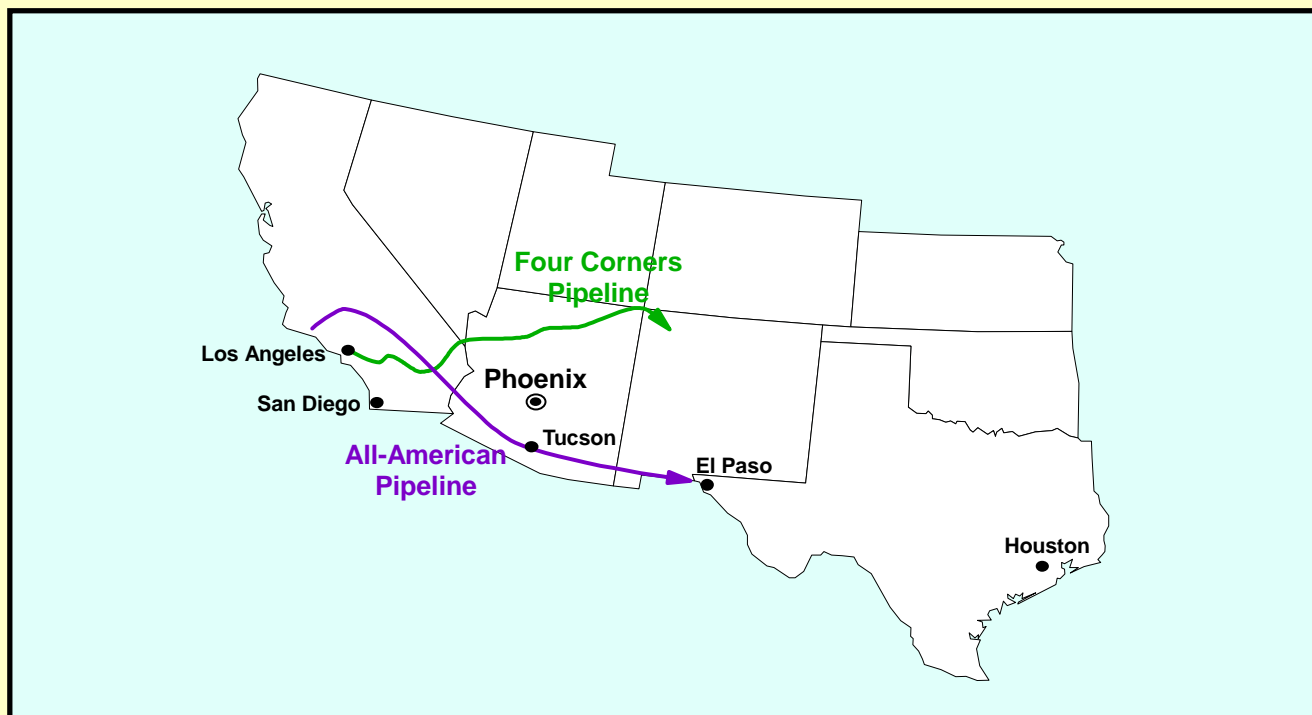 Four Corners
Pipeline
Los Angeles
Phoenix
San Diego
Tucson
All-American
Pipeline
El Paso
Houston